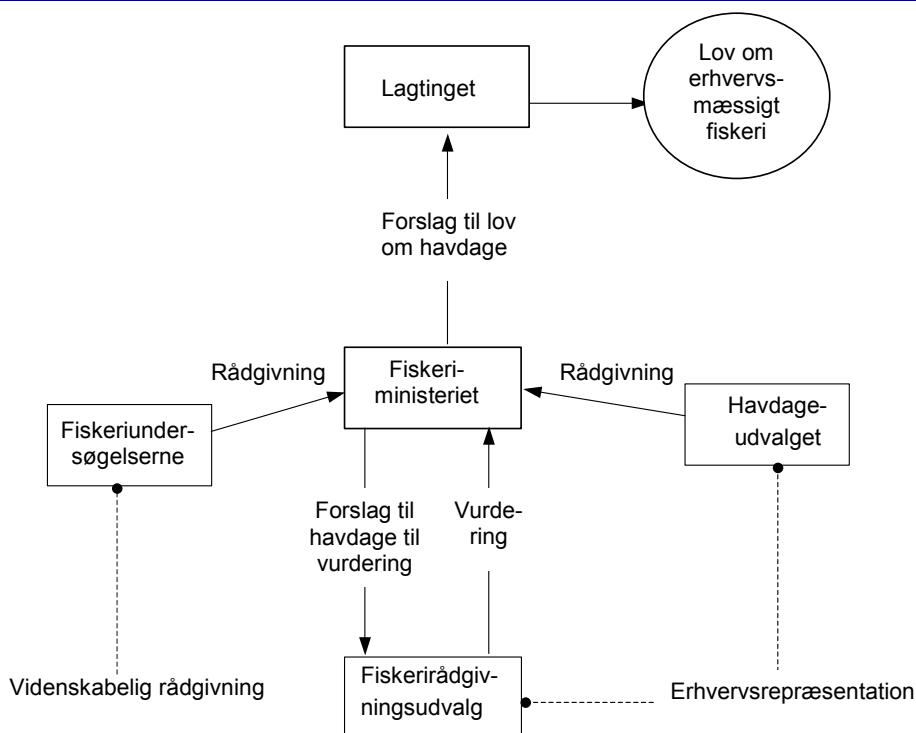 Lagtinget
Lov om
erhvervs-
mæssigt
fiskeri
Forslag til lov
om havdage
Rådgivning
Fiskeri-
ministeriet
Rådgivning
Fiskeriunder-
søgelserne
Havdage-
udvalget
Forslag til
havdage til
vurdering
Vurde-
ring
Videnskabelig rådgivning
Fiskerirådgiv-
ningsudvalg
Erhvervsrepræsentation